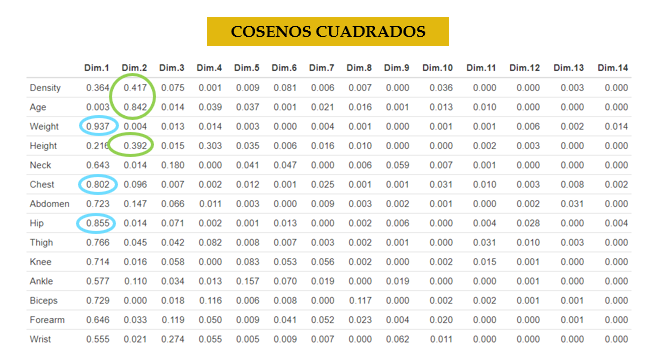 COSENOS CUADRADOS
Dim.1 Dim.2 Dim.3 Dim.4 Dim.5 Dim.6 Dim.7 Dim.8 Dim.9 Dim.10 Dim.11 Dim.12 Dim.13 Dim.14
Density 0.364 0.417 0.075 0.001 0.009 0.081 0.006 0.007 0.000 0.036 0.000 0.000 0.003 0.000
Age 0.003 0.842 0.014 0.039 0.037 0.001 0.021 0.016 0.001 0.013 0.010 0.000 0.000 0.000
Weight 0.937 0.004 0.013 0.014 0.003 0.000 0.004 0.001 0.000 0.001 0.001 0.006 0.002 0.014
Height 0.216 0.392 0.015 0.303 0.035 0.006 0.016 0.010 0.000 0.000 0.002 0.003 0.000 0.000
Neck 0.643 0.014 0.180 0.000 0.041 0.047 0.000 0.006 0.059 0.007 0.001 0.000 0.000 0.000
Chest 0.802 0.096 0.007 0.002 0.012 0.001 0.025 0.001 0.001 0.031 0.010 0.003 0.008 0.002
Abdomen 0.723 0.147 0.066 0.011 0.003 0.000 0.009 0.003 0.002 0.001 0.000 0.002 0.031 0.000
Hip 0.855 0.014 0.071 0.002 0.001 0.013 0.000 0.002 0.006 0.000 0.004 0.028 0.000 0.004
Thigh 0.766 0.045 0.042 0.082 0.008 0.007 0.003 0.002 0.001 0.000 0.031 0.010 0.003 0.000
Knee 0.714 0.016 0.058 0.000 0.083 0.053 0.056 0.002 0.000 0.002 0.015 0.001 0.000 0.000
Ankle 0.577 0.110 0.034 0.013 0.157 0.070 0.019 0.000 0.019 0.000 0.000 0.001 0.000 0.000
Biceps 0.729 0.000 0.018 0.116 0.006 0.008 0.000 0.117 0.000 0.002 0.002 0.001 0.001 0.000
Forearm 0.646 0.033 0.119 0.050 0.009 0.041 0.052 0.023 0.004 0.020 0.000 0.000 0.001 0.000
Wrist 0.555 0.021 0.274 0.055 0.005 0.009 0.007 0.000 0.062 0.011 0.000 0.000 0.000 0.000